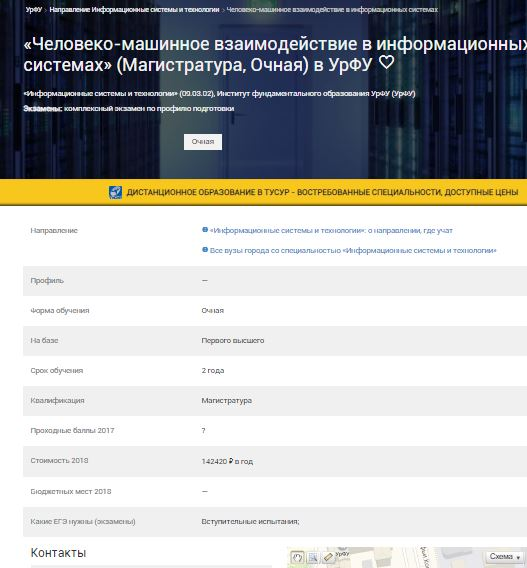 УрФУ > Направление Информационные системы и технологии > Человеко-машинное взаимодействие в информационных системах
«Человеко-машинное взаимодействие в информационных
системах» (Магистратура, Очная) в УрФУ
«Информационные системы и технологии» (09.03.02), Институт фундаментального образования УрФУ (УрФУ)
Экзамены: комплексный экзамен по профилю подготовки
Очная
ДИСТАНЦИОННОЕ ОБРАЗОВАНИЕ В ТУСУР - ВОСТРЕБОВАННЫЕ СПЕЦИАЛЬНОСТИ, ДОСТУПНЫЕ ЦЕНЫ
Направление
«Информационные системы и технологии»: о направлении, где учат
Все вузы города со специальностью «Информационные системы и технологии»
Профиль —
Форма обучения Очная
На базе Первого высшего
Срок обучения 2 года
Квалификация Магистратура
Проходные баллы 2017 ?
Стоимость 2018 142420 ₽ в год
Бюджетных мест 2018 —
Какие ЕГЭ нужны (экзамены) Вступительные испытания;
Контакты
УрФУ
Схема